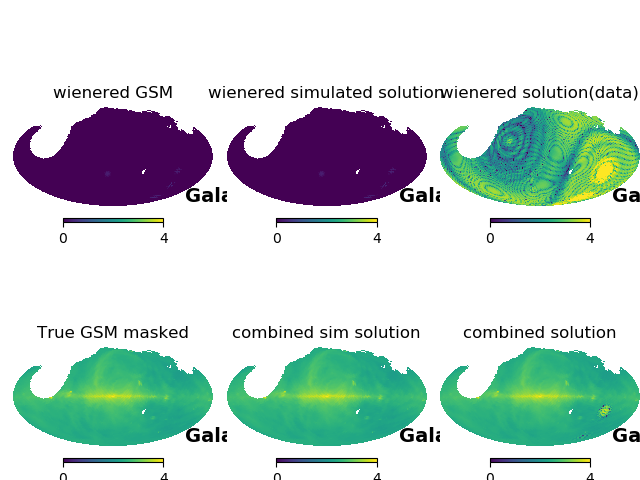 wienered GSM
wienered simulated solution
wienered solution(data)
Gala
Gala
Ga
0 4
0 4
0 4
True GSM masked
combined sim solution
combined solution
Gala
Gala
Ga
0 4
0 4
0 4